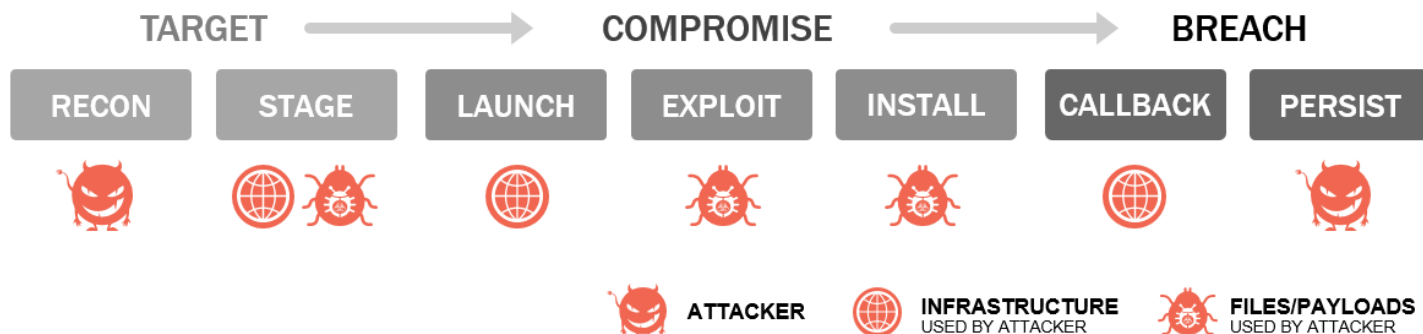 TARGET COMPROMISE BREACH
RECON STAGE LAUNCH EXPLOIT INSTALL CALLBACK PERSIST
ATTACKER
INFRASTRUCTURE
USED BY ATTACKER
FILES/PAYLOADS
USED BY ATTACKER